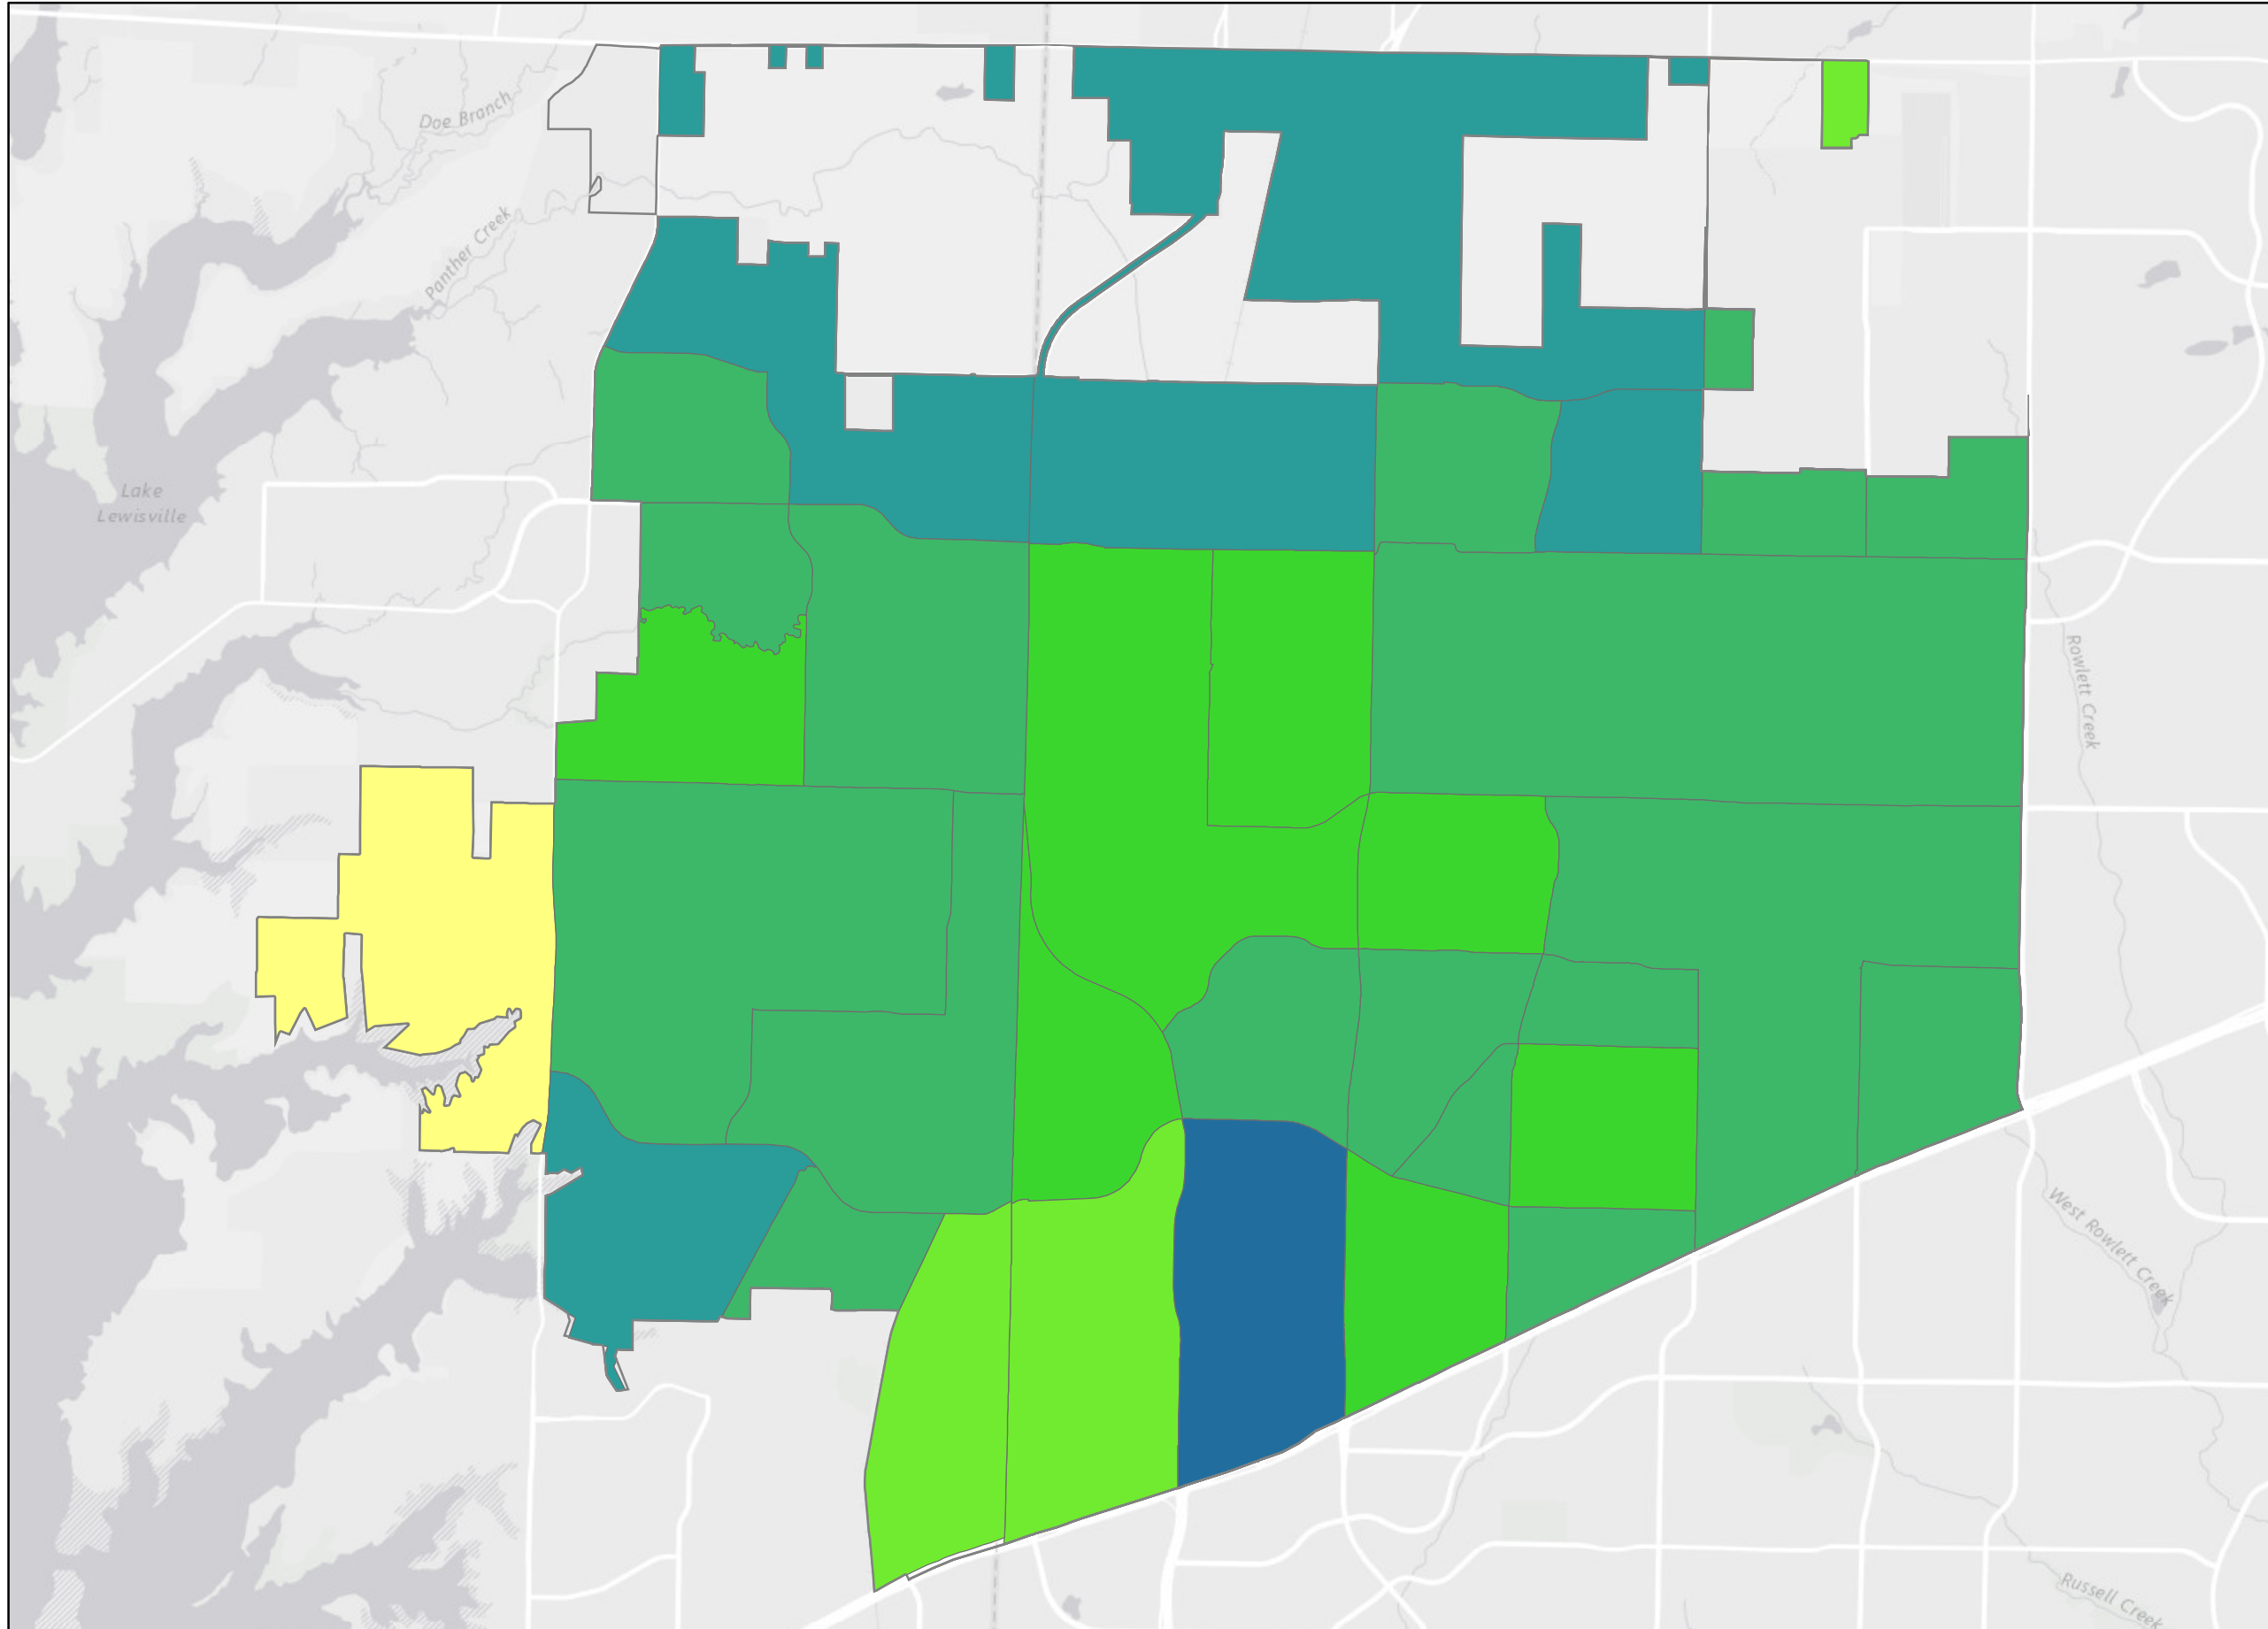 Doe Branch
Panther Creek
Lake
Lewisville
Rowlett Creek
West Rowlett Creek
Russell Creek